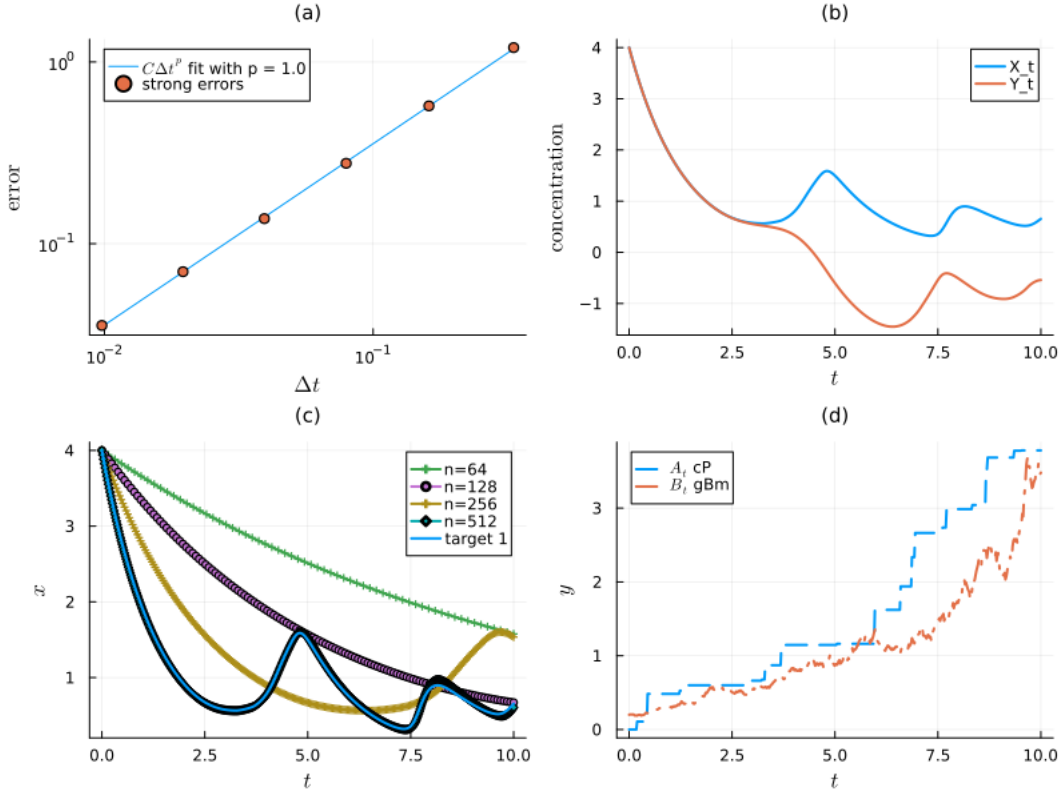 (a)
10^0
10^{-1}
error
CΔt^p fit with p = 1.0
strong errors
10^{-2}
10^{-1}
Δt
(b)
4
3
2
1
0
−1
concentration
X_t
Y_t
0.0 2.5 5.0 7.5 10.0
t
(c)
4
3
2
1
x
n=64
n=128
n=256
n=512
target 1
0.0 2.5 5.0 7.5 10.0
t
(d)
3
2
1
0
y
A_t cP
B_t gBm
0.0 2.5 5.0 7.5 10.0
t